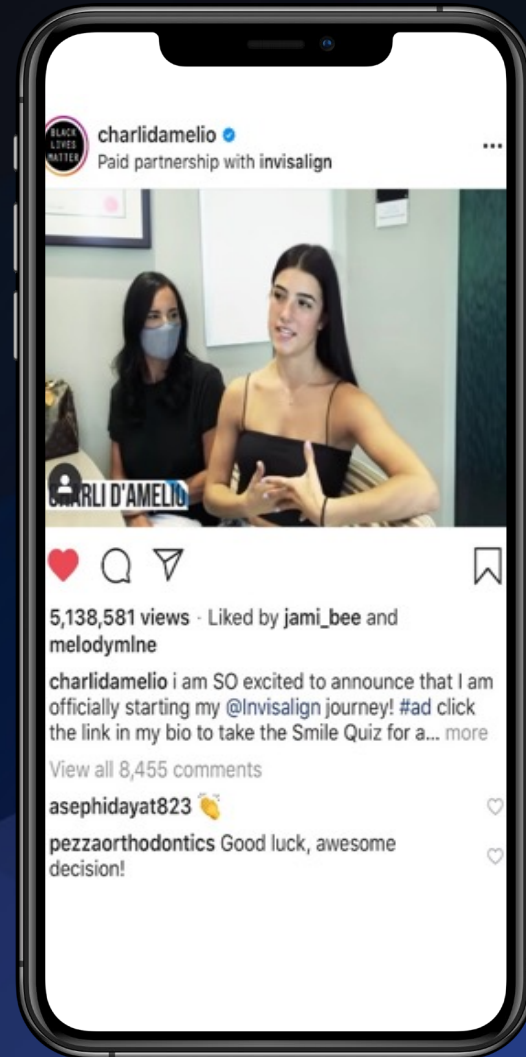 BLACK
LIVES
MATTER
charlidamelio
Paid partnership with invisalign
CHARLI D'AMELIO
5,138,581 views · Liked by jami_bee and
melodymlne
charlidamelio i am SO excited to announce that I am
officially starting my @Invisalign journey! #ad click
the link in my bio to take the Smile Quiz for a... more
View all 8,455 comments
asephidayat823 👏
pezzaorthodontics Good luck, awesome
decision!